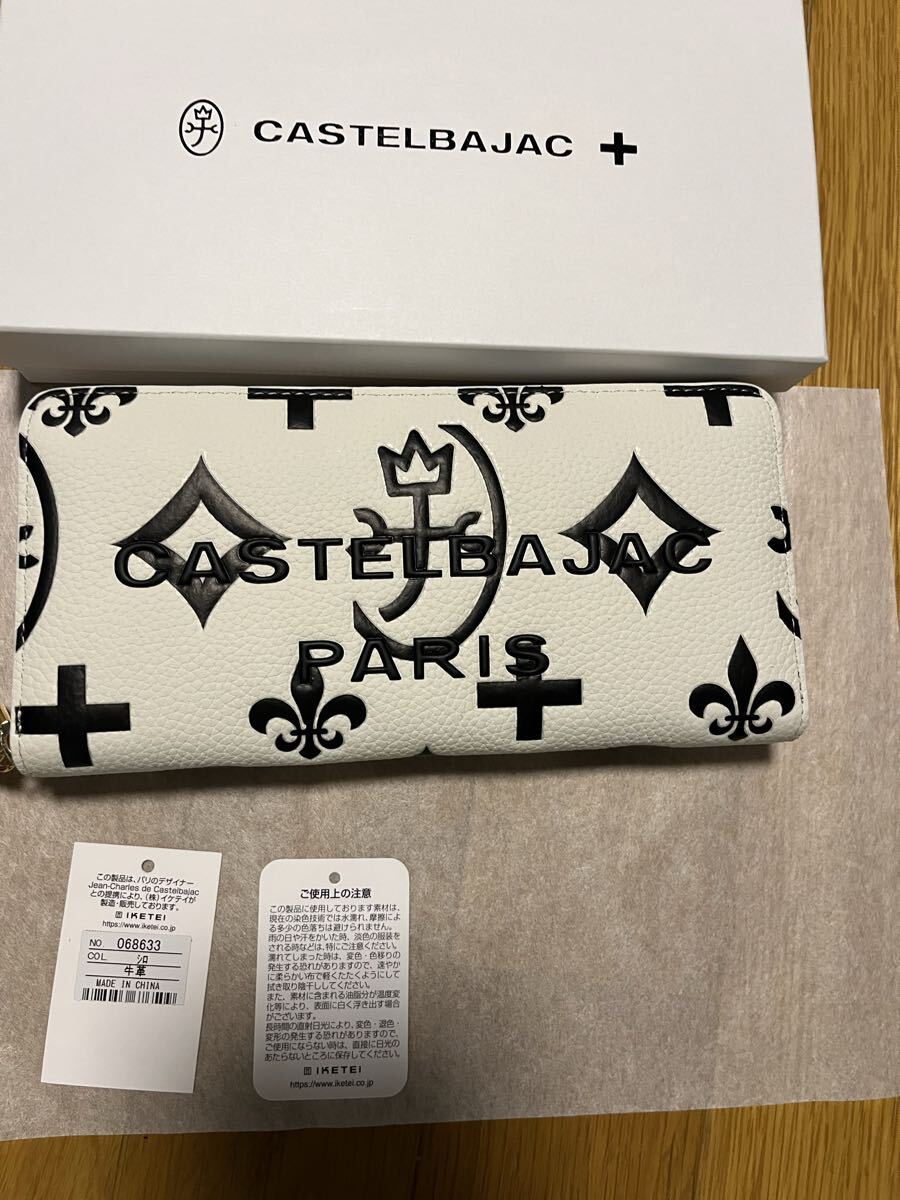 CASTELBAJAC
CASTELBAJAC
PARIS
この製品は、パリのデザイナー
Jean-Charles de Castelbajac
との提携により、(株)イケテイが
製造・販売しております。
IKETEI
https://www.iketei.co.jp
NO. 068633
COL. シロ
牛革
MADE IN CHINA
ご使用上の注意
この製品に使用しております素材は、
現在の染色技術では水濡れ、摩擦によ
る多少の色落ちは避けられません。
雨の日や汗をかいた時、淡色の服装を
される時などは、特にご注意ください。
濡れてしまった時は、変色・色移りの
発生する恐れがありますので、速やか
に柔らかい布で軽くたたくようにして
拭き取り陰干ししてください。
また、素材に含まれる油脂分が温度変
化等により、表面に白く浮き出す場合
がございます。
長時間の直射日光により、変色・退色・
変形の発生する恐れがありますので、
ご使用にならない時は、直接に日光の
あたらないところに保存してください。
IKETEI
https://www.iketei.co.jp